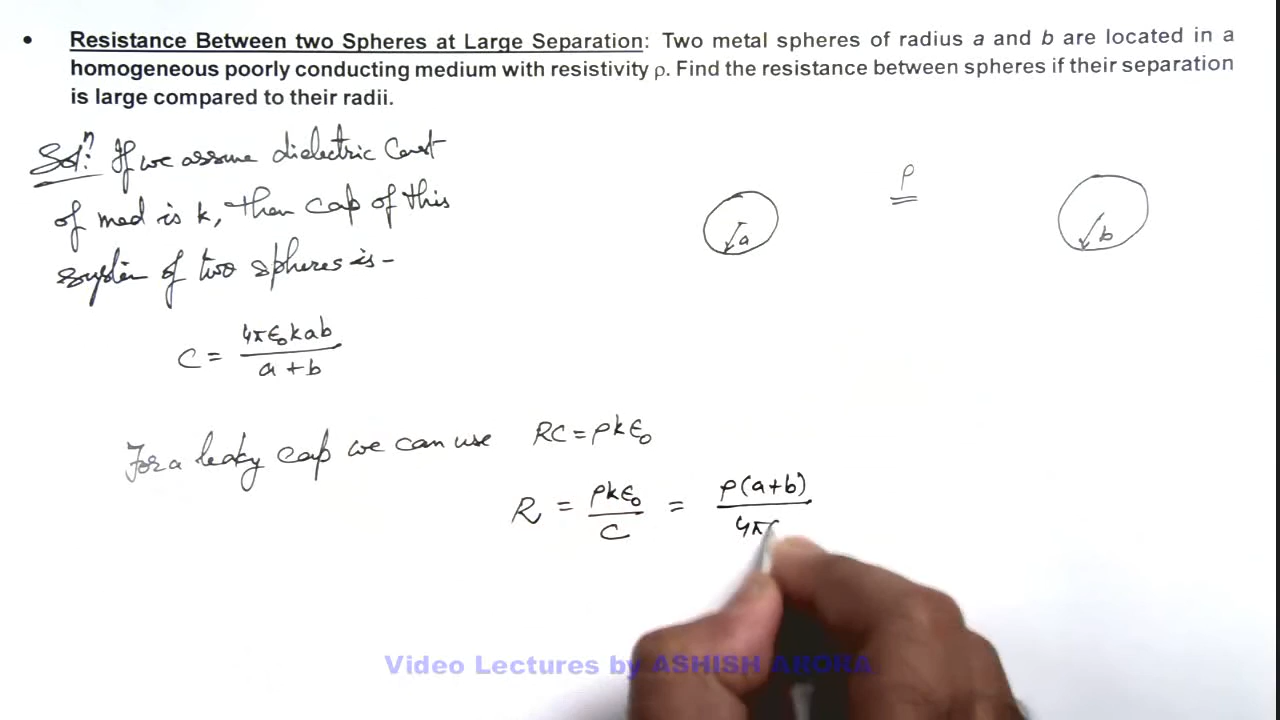 • Resistance Between two Spheres at Large Separation: Two metal spheres of radius a and b are located in a
homogeneous poorly conducting medium with resistivity ρ. Find the resistance between spheres if their separation
is large compared to their radii.
Solⁿ: If we assume dielectric Const
of med is k, then cap of this
system of two spheres is -
ρ
a
b
C = 4πε₀kab / a + b
For a leaky cap we can use RC = ρkε₀
R = ρkε₀ / C = ρ(a+b) / 4π
Video Lectures by ASHISH ARORA